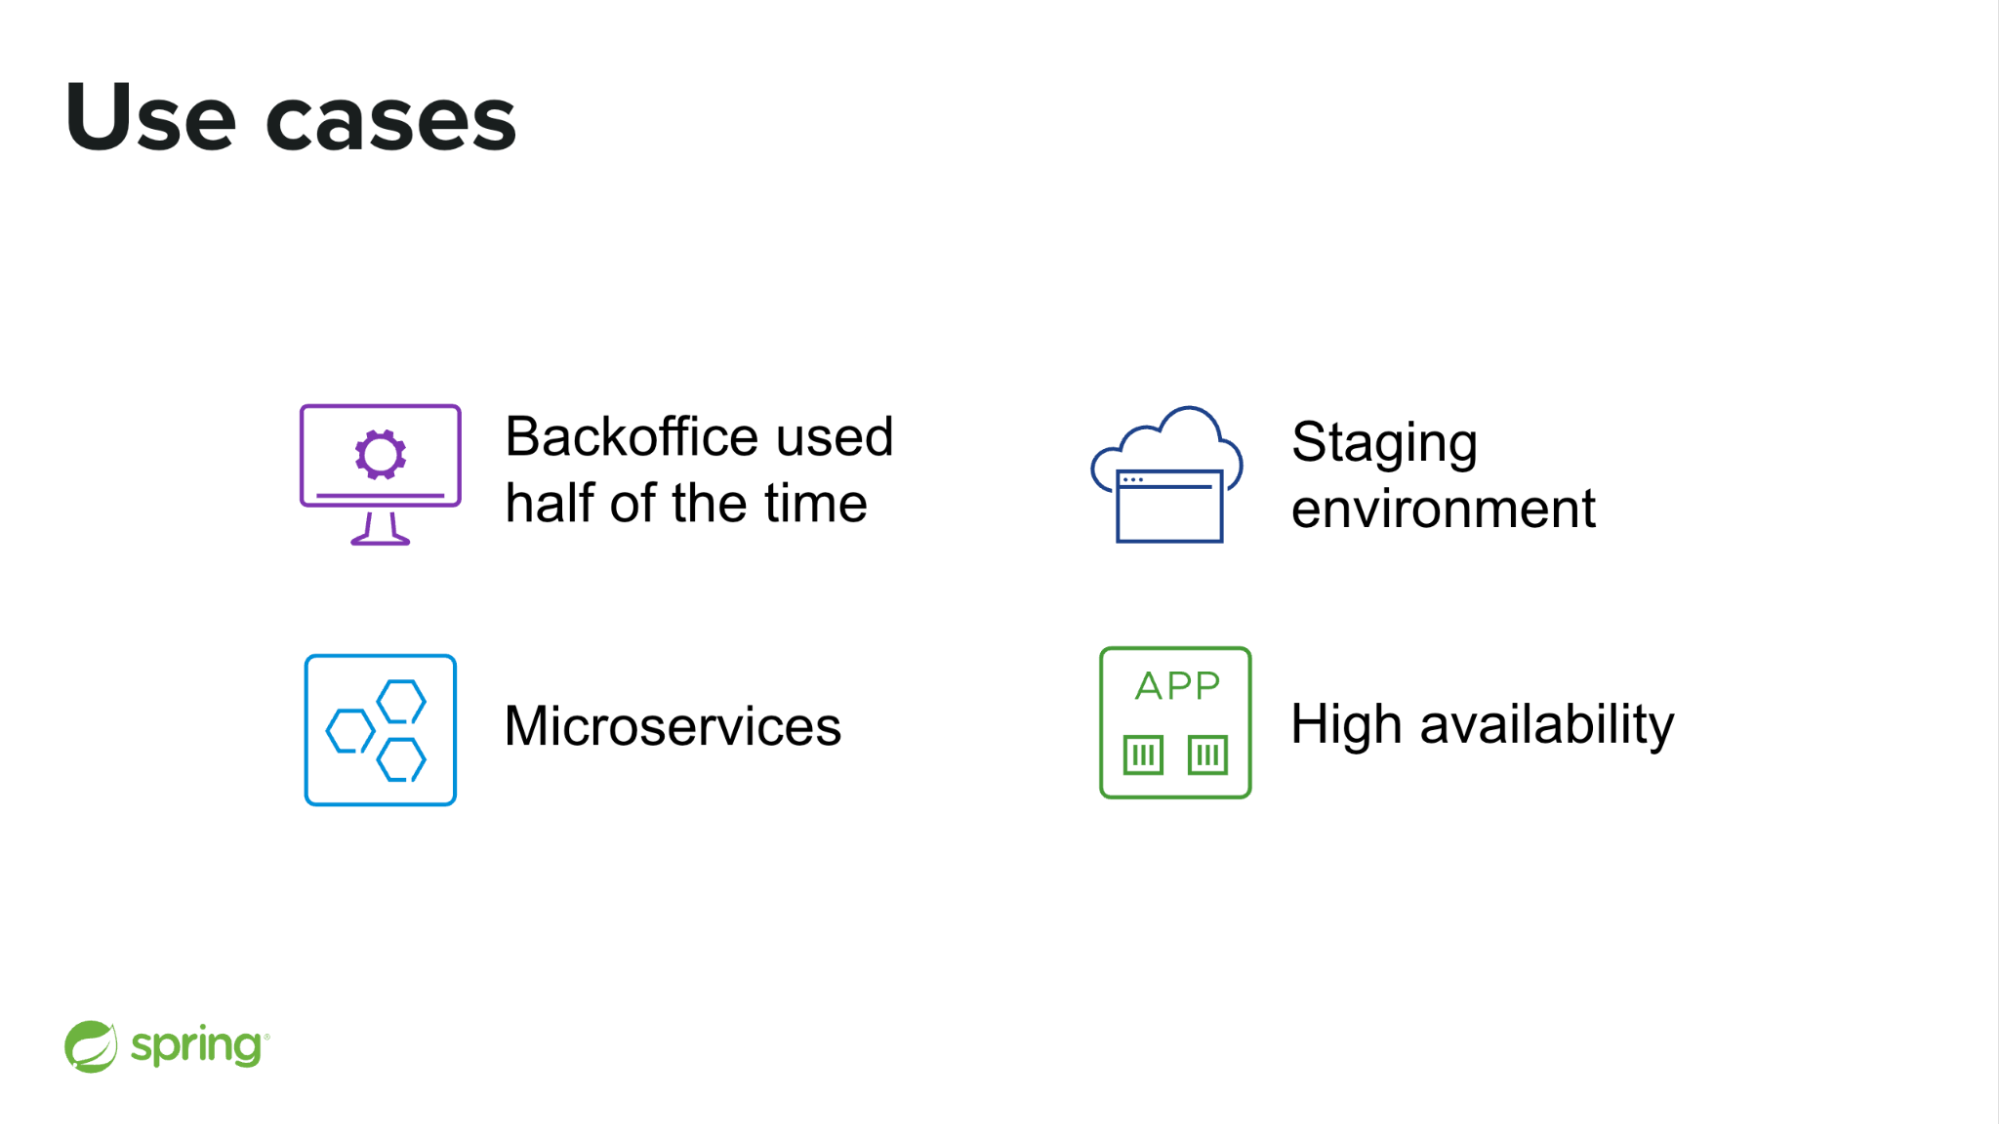 Use cases
Backoffice used
half of the time
Staging
environment
Microservices
APP
High availability
spring